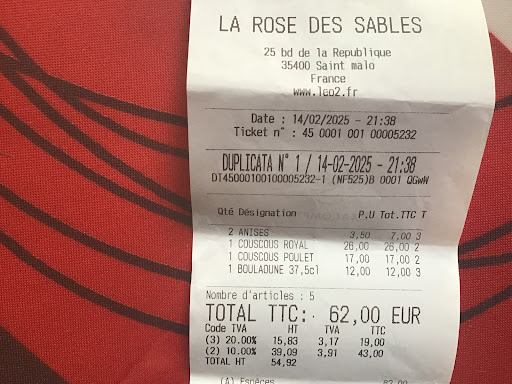 LA ROSE DES SABLES
25 bd de la Republique
35400 Saint malo
France
www.leo2.fr
Date : 14/02/2025 - 21:38
Ticket n° : 45 0001 001 00005232
DUPLICATA N° 1 / 14-02-2025 - 21:38
DT45000100100005232-1 (NF525)B 0001 QGwW
Qté Désignation P.U Tot.TTC T
2 ANISES 3,50 7,00 3
1 COUSCOUS ROYAL 26,00 26,00 2
1 COUSCOUS POULET 17,00 17,00 2
1 BOULAOUNE 37,5cl 12,00 12,00 3
Nombre d'articles : 5
TOTAL TTC: 62,00 EUR
Code TVA HT TVA TTC
(3) 20.00% 15,83 3,17 19,00
(2) 10.00% 39,09 3,91 43,00
TOTAL HT 54,92
(A) Espèces 62,00